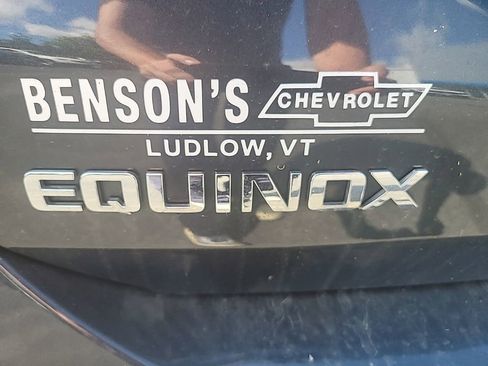 BENSON'S CHEVROLET
LUDLOW, VT
EQUINOX